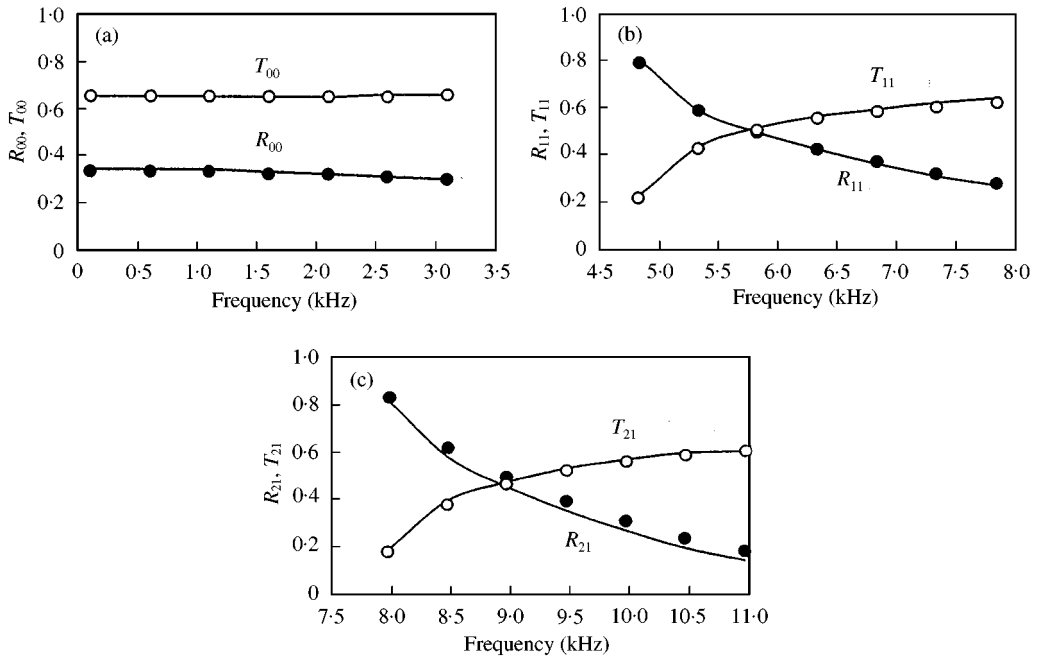 (a)
1·0
0·8
0·6
0·4
0·2
0
R00, T00
T00
R00
0 0·5 1·0 1·5 2·0 2·5 3·0 3·5
Frequency (kHz)
(b)
1·0
0·8
0·6
0·4
0·2
0
R11, T11
T11
R11
4·5 5·0 5·5 6·0 6·5 7·0 7·5 8·0
Frequency (kHz)
(c)
1·0
0·8
0·6
0·4
0·2
0
R21, T21
T21
R21
7·5 8·0 8·5 9·0 9·5 10·0 10·5 11·0
Frequency (kHz)